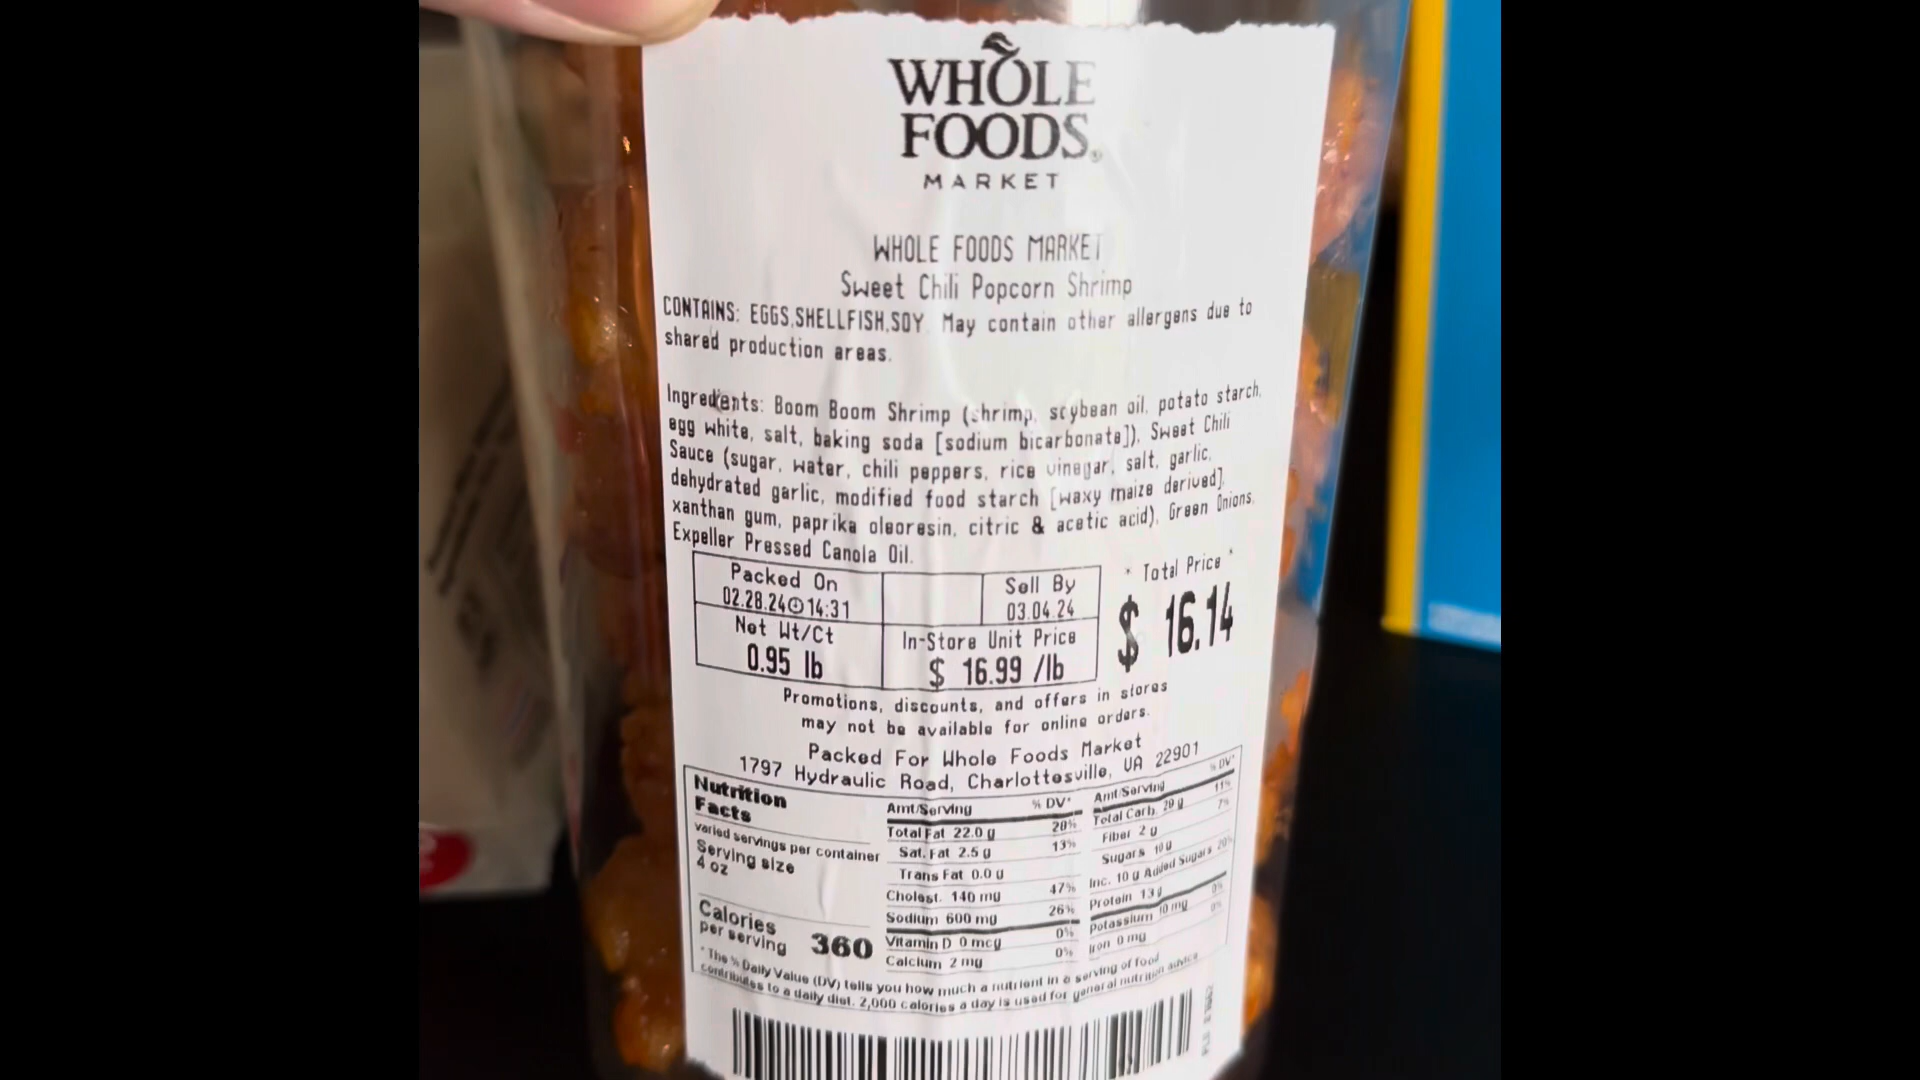 WHOLE
FOODS®
MARKET
WHOLE FOODS MARKET
Sweet Chili Popcorn Shrimp
CONTAINS: EGGS,SHELLFISH,SOY. May contain other allergens due to
shared production areas.
Ingredients: Boom Boom Shrimp (shrimp, soybean oil, potato starch,
egg white, salt, baking soda [sodium bicarbonate]), Sweet Chili
Sauce (sugar, water, chili peppers, rice vinegar, salt, garlic,
dehydrated garlic, modified food starch [waxy maize derived],
xanthan gum, paprika oleoresin, citric & acetic acid), Green Onions,
Expeller Pressed Canola Oil.
Packed On
02.28.24 14:31
Sell By
03.04.24
* Total Price *
$ 16.14
Net Wt/Ct
0.95 lb
In-Store Unit Price
$ 16.99 /lb
Promotions, discounts, and offers in stores
may not be available for online orders.
Packed For Whole Foods Market
1797 Hydraulic Road, Charlottesville, VA 22901
Nutrition
Facts
varied servings per container
Serving size
4 oz
Calories
per serving 360
Amt/Serving % DV*
Total Fat 22.0 g 28%
Sat. Fat 2.5 g 13%
Trans Fat 0.0 g
Cholest. 140 mg 47%
Sodium 600 mg 26%
Vitamin D 0 mcg 0%
Calcium 2 mg 0%
Amt/Serving % DV*
Total Carb. 29 g 11%
Fiber 2 g 7%
Sugars 10 g
Inc. 10 g Added Sugars 20%
Protein 13 g
Potassium 10 mg 0%
Iron 0 mg 0%
* The % Daily Value (DV) tells you how much a nutrient in a serving of food
contributes to a daily diet. 2,000 calories a day is used for general nutrition advice.